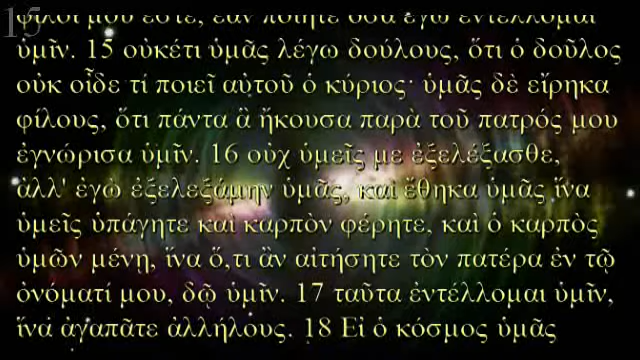 15
φίλοι μού ἐστε, ἐὰν ποιῆτε ὅσα ἐγὼ ἐντέλλομαι
ὑμῖν. 15 οὐκέτι ὑμᾶς λέγω δούλους, ὅτι ὁ δοῦλος
οὐκ οἶδε τί ποιεῖ αὐτοῦ ὁ κύριος· ὑμᾶς δὲ εἴρηκα
φίλους, ὅτι πάντα ἃ ἤκουσα παρὰ τοῦ πατρός μου
ἐγνώρισα ὑμῖν. 16 οὐχ ὑμεῖς με ἐξελέξασθε,
ἀλλ' ἐγὼ ἐξελεξάμην ὑμᾶς, καὶ ἔθηκα ὑμᾶς ἵνα
ὑμεῖς ὑπάγητε καὶ καρπὸν φέρητε, καὶ ὁ καρπὸς
ὑμῶν μένῃ, ἵνα ὅ,τι ἂν αἰτήσητε τὸν πατέρα ἐν τῷ
ὀνόματί μου, δῷ ὑμῖν. 17 ταῦτα ἐντέλλομαι ὑμῖν,
ἵνα ἀγαπᾶτε ἀλλήλους. 18 Εἰ ὁ κόσμος ὑμᾶς